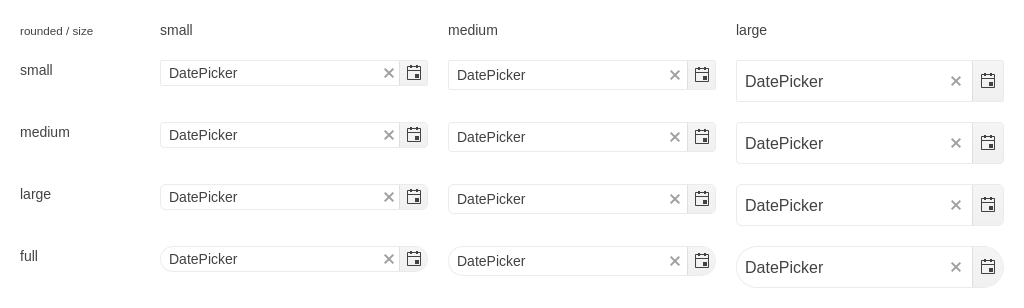 rounded / size small medium large
small DatePicker DatePicker DatePicker
medium DatePicker DatePicker DatePicker
large DatePicker DatePicker DatePicker
full DatePicker DatePicker DatePicker